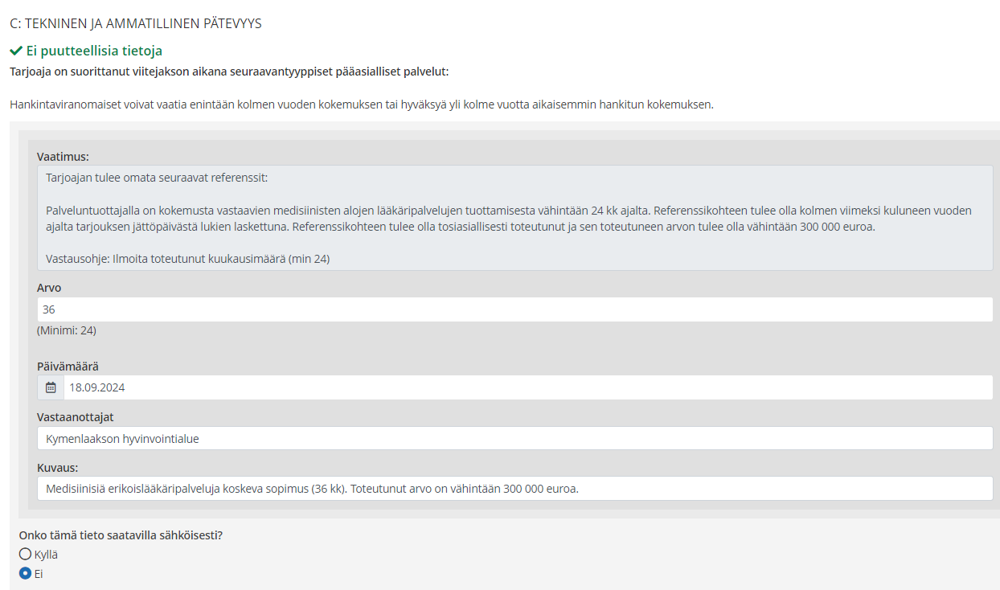 C: TEKNINEN JA AMMATILLINEN PÄTEVYYS
Ei puutteellisia tietoja
Tarjoaja on suorittanut viitejakson aikana seuraavantyyppiset pääasialliset palvelut:
Hankintaviranomaiset voivat vaatia enintään kolmen vuoden kokemuksen tai hyväksyä yli kolme vuotta aikaisemmin hankitun kokemuksen.
Vaatimus:
Tarjoajan tulee omata seuraavat referenssit:
Palveluntuottajalla on kokemusta vastaavien medisiinisten alojen lääkäripalvelujen tuottamisesta vähintään 24 kk ajalta. Referenssikohteen tulee olla kolmen viimeksi kuluneen vuoden
ajalta tarjouksen jättöpäivästä lukien laskettuna. Referenssikohteen tulee olla tosiasiallisesti toteutunut ja sen toteutuneen arvon tulee olla vähintään 300 000 euroa.
Vastausohje: Ilmoita toteutunut kuukausimäärä (min 24)
Arvo
36
(Minimi: 24)
Päivämäärä
18.09.2024
Vastaanottajat
Kymenlaakson hyvinvointialue
Kuvaus:
Medisiinisiä erikoislääkäripalveluja koskeva sopimus (36 kk). Toteutunut arvo on vähintään 300 000 euroa.
Onko tämä tieto saatavilla sähköisesti?
Kyllä
Ei